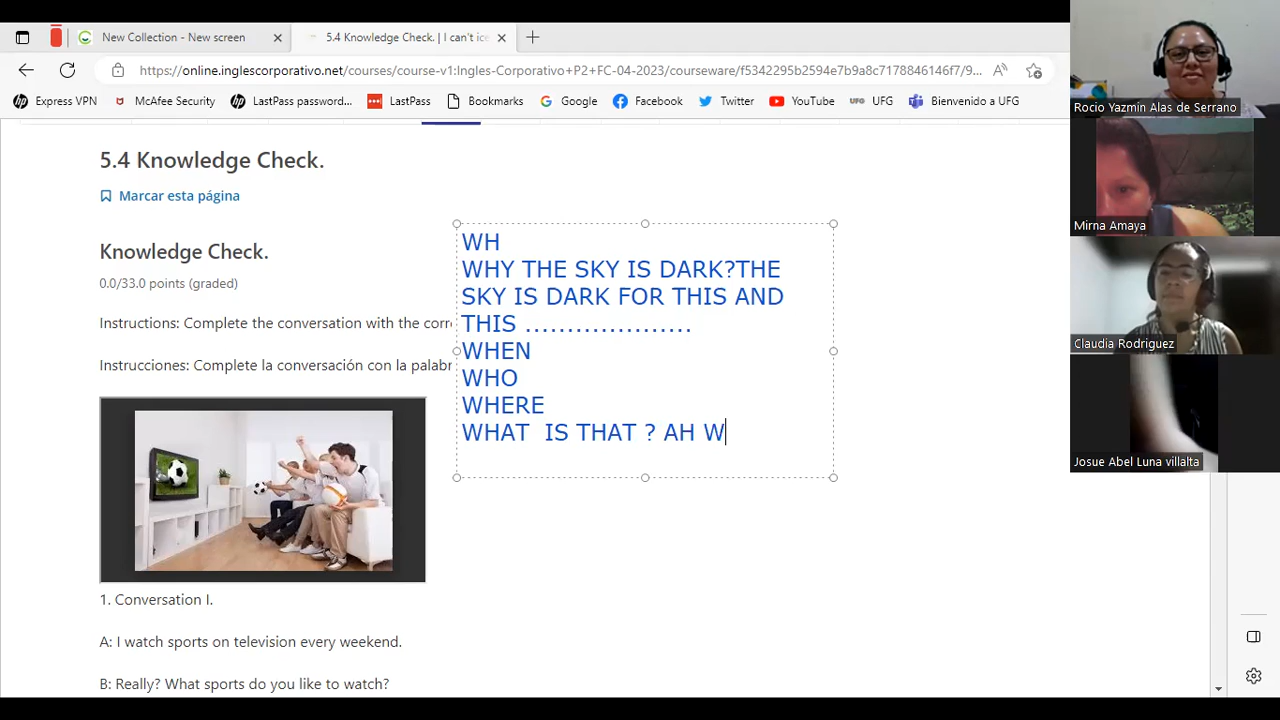 New Collection - New screen
5.4 Knowledge Check. | I can't ice
https://online.inglescorporativo.net/courses/course-v1:Ingles-Corporativo+P2+FC-04-2023/courseware/f5342295b2594e7b9a8c7178846146f7/9...
Express VPN
McAfee Security
LastPass password...
LastPass
Bookmarks
Google
Facebook
Twitter
YouTube
UFG
UFG
Bienvenido a UFG
5.4 Knowledge Check.
Marcar esta página
Knowledge Check.
0.0/33.0 points (graded)
Instructions: Complete the conversation with the corre
Instrucciones: Complete la conversación con la palabr
WH
WHY THE SKY IS DARK?THE
SKY IS DARK FOR THIS AND
THIS ....................
WHEN
WHO
WHERE
WHAT  IS THAT ? AH W
1. Conversation I.
A: I watch sports on television every weekend.
B: Really? What sports do you like to watch?
Rocio Yazmín Alas de Serrano
Mirna Amaya
Claudia Rodriguez
Josue Abel Luna villalta